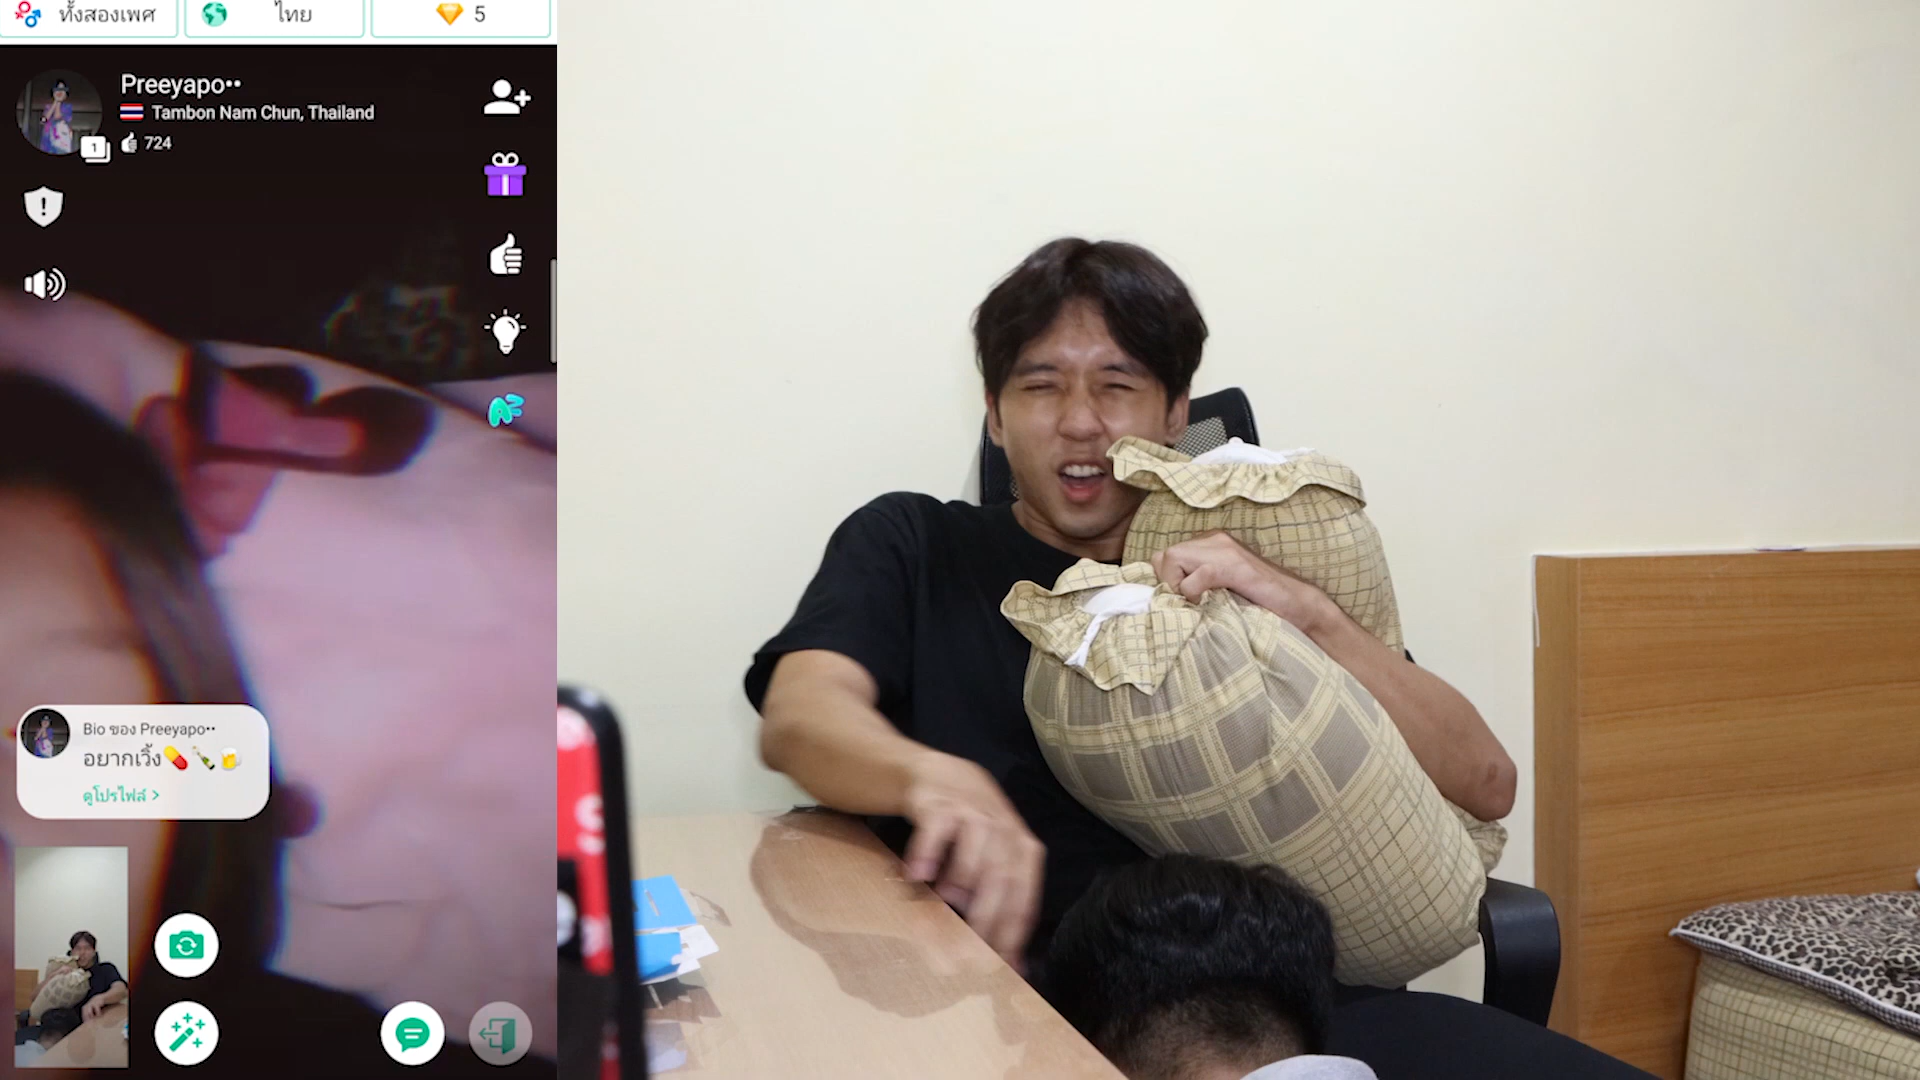 ทั้งสองเพศ
ไทย
5
Preeyapo••
Tambon Nam Chun, Thailand
1
724
Bio ของ Preeyapo••
อยากเวิ้ง💊🍾🍺
ดูโปรไฟล์ >